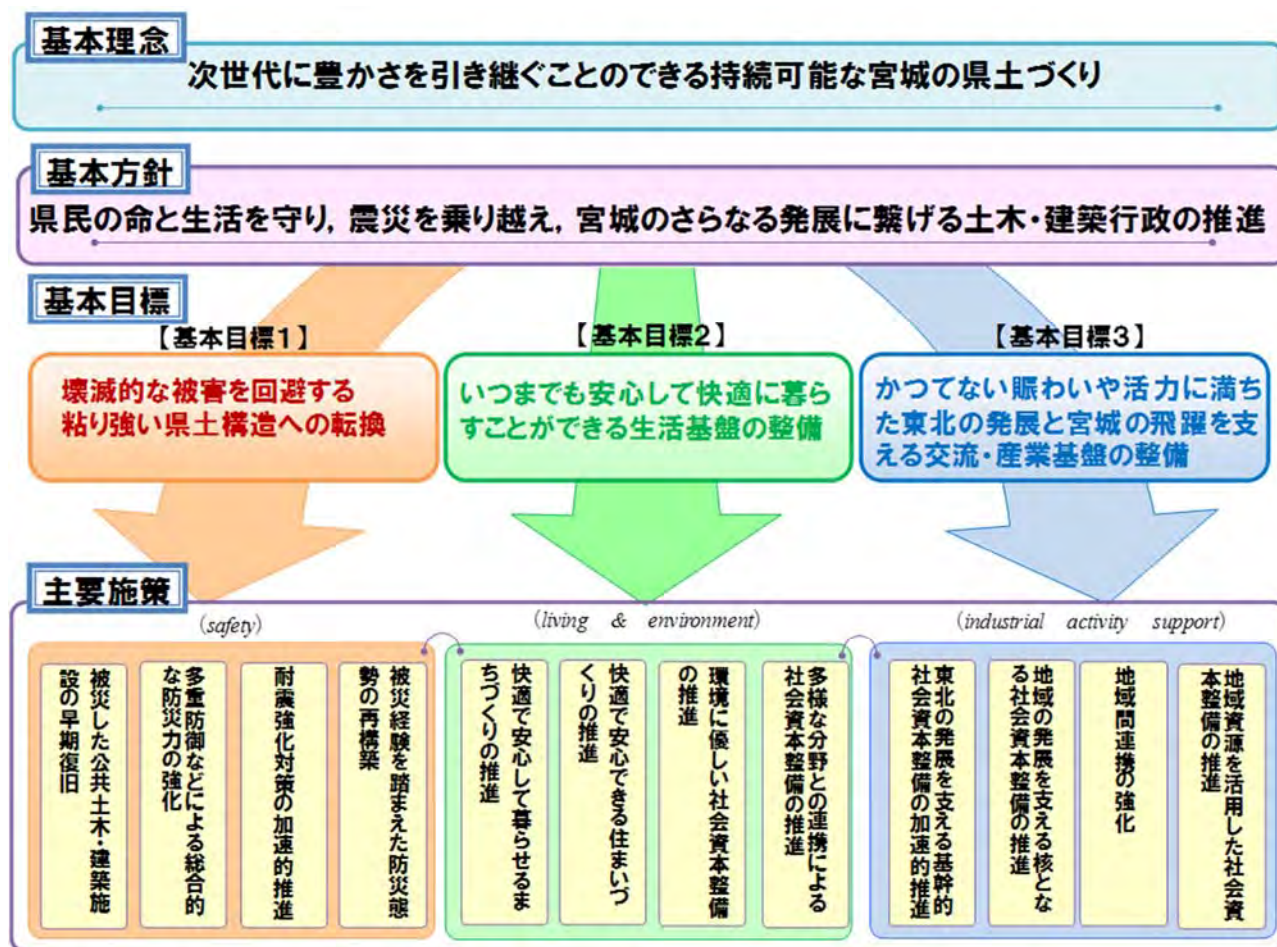 基本理念
次世代に豊かさを引き継ぐことのできる持続可能な宮城の県土づくり
基本方針
県民の命と生活を守り，震災を乗り越え，宮城のさらなる発展に繋げる土木・建築行政の推進
基本目標
【基本目標1】
壊滅的な被害を回避する
粘り強い県土構造への転換
【基本目標2】
いつまでも安心して快適に暮ら
すことができる生活基盤の整備
【基本目標3】
かつてない賑わいや活力に満ち
た東北の発展と宮城の飛躍を支
える交流・産業基盤の整備
主要施策
(safety)
被災した公共土木・建築施
設の早期復旧
多重防御などによる総合的
な防災力の強化
耐震強化対策の加速的推進
被災経験を踏まえた防災態
勢の再構築
(living & environment)
快適で安心して暮らせるま
ちづくりの推進
快適で安心できる住まいづ
くりの推進
環境に優しい社会資本整備
の推進
多様な分野との連携による
社会資本整備の推進
(industrial activity support)
東北の発展を支える基幹的
社会資本整備の加速的推進
地域の発展を支える核とな
る社会資本整備の推進
地域間連携の強化
地域資源を活用した社会資
本整備の推進